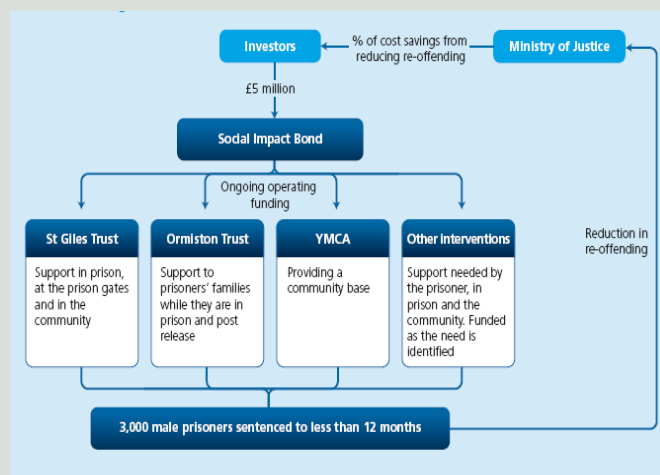 Investors
% of cost savings from
reducing re-offending
Ministry of Justice
£5 million
Social Impact Bond
Ongoing operating
funding
St Giles Trust
Support in prison,
at the prison gates
and in the
community
Ormiston Trust
Support to
prisoners' families
while they are in
prison and post
release
YMCA
Providing a
community base
Other interventions
Support needed by
the prisoner, in
prison and the
community. Funded
as the need is
identified
Reduction in
re-offending
3,000 male prisoners sentenced to less than 12 months